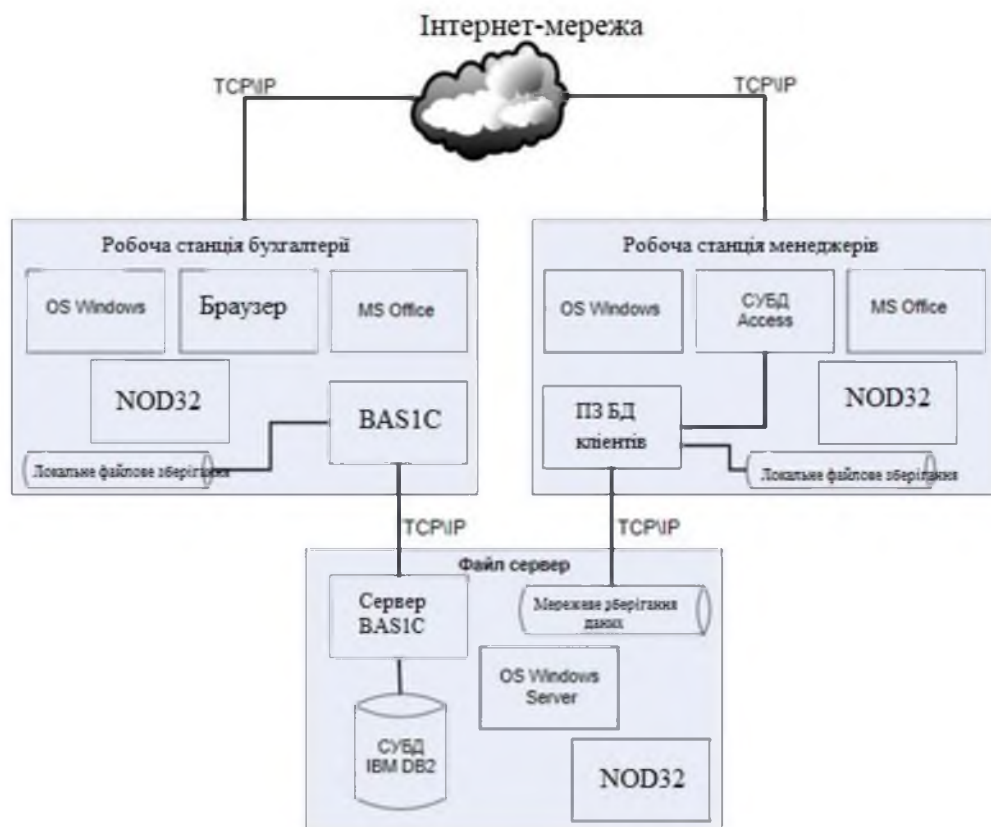 Інтернет-мережа
TCP\IP
TCP\IP
Робоча станція бухгалтерії
OS Windows
Браузер
MS Office
NOD32
BAS1C
Локальне файлове зберігання
Робоча станція менеджерів
OS Windows
СУБД
Access
MS Office
ПЗ БД
клієнтів
NOD32
Локальне файлове зберігання
TCP\IP
TCP\IP
Файл сервер
Сервер
BAS1C
Мережеве зберігання
даних
OS Windows
Server
СУБД
IBM DB2
NOD32